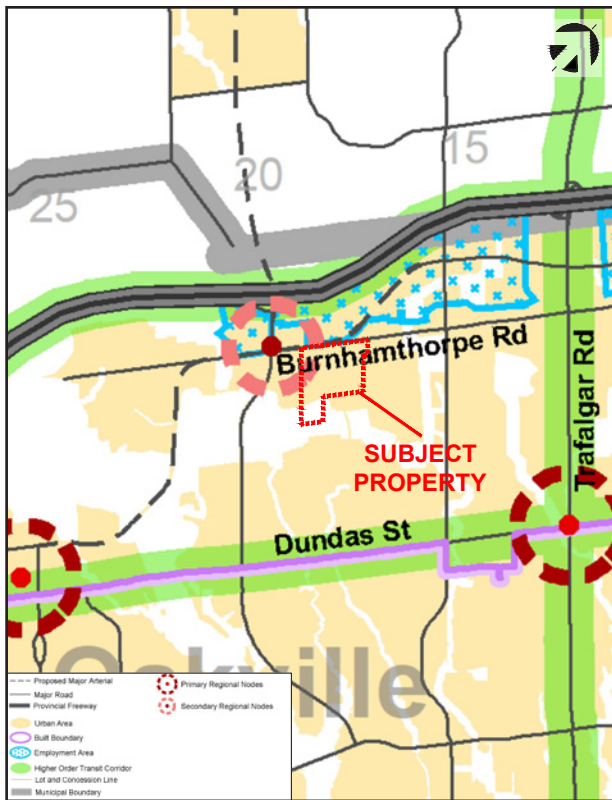 15
20
25
Burnhamthorpe Rd
Trafalgar Rd
SUBJECT
PROPERTY
Dundas St
Oakville
Proposed Major Arterial
Major Road
Provincial Freeway
Urban Area
Built Boundary
Employment Area
Higher Order Transit Corridor
Lot and Concession Line
Municipal Boundary
Primary Regional Nodes
Secondary Regional Nodes